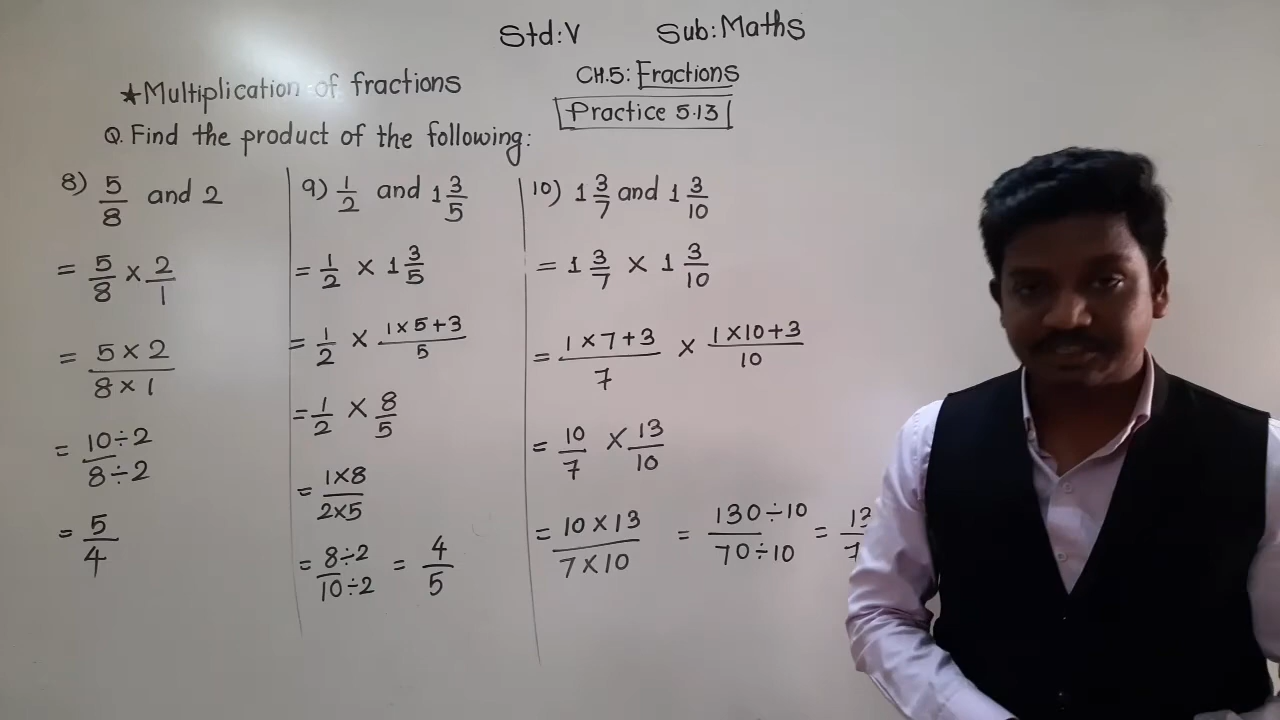 Std:V Sub:Maths
CH.5: Fractions
Practice 5.13
★Multiplication of fractions
Q. Find the product of the following:
8) 5/8 and 2
= 5/8 × 2/1
= 5 × 2 / 8 × 1
= 10÷2 / 8÷2
= 5/4
9) 1/2 and 1 3/5
= 1/2 × 1 3/5
= 1/2 × 1×5+3 / 5
= 1/2 × 8/5
= 1×8 / 2×5
= 8÷2 / 10÷2 = 4/5
10) 1 3/7 and 1 3/10
= 1 3/7 × 1 3/10
= 1×7+3 / 7 × 1×10+3 / 10
= 10/7 × 13/10
= 10×13 / 7×10 = 130÷10 / 70÷10 = 13/7